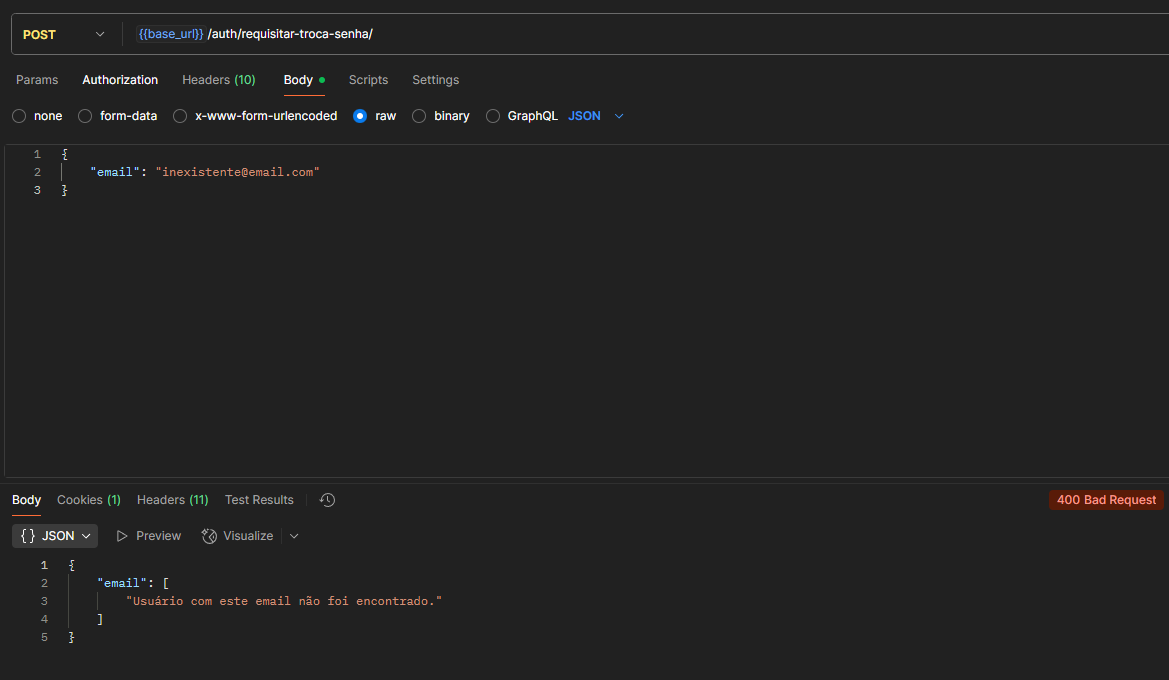 POST {{base_url}}/auth/requisitar-troca-senha/
Params Authorization Headers (10) Body Scripts Settings
none form-data x-www-form-urlencoded raw binary GraphQL JSON
1 {
2 "email": "inexistente@email.com"
3 }
Body Cookies (1) Headers (11) Test Results 400 Bad Request
{} JSON Preview Visualize
1 {
2 "email": [
3 "Usuário com este email não foi encontrado."
4 ]
5 }